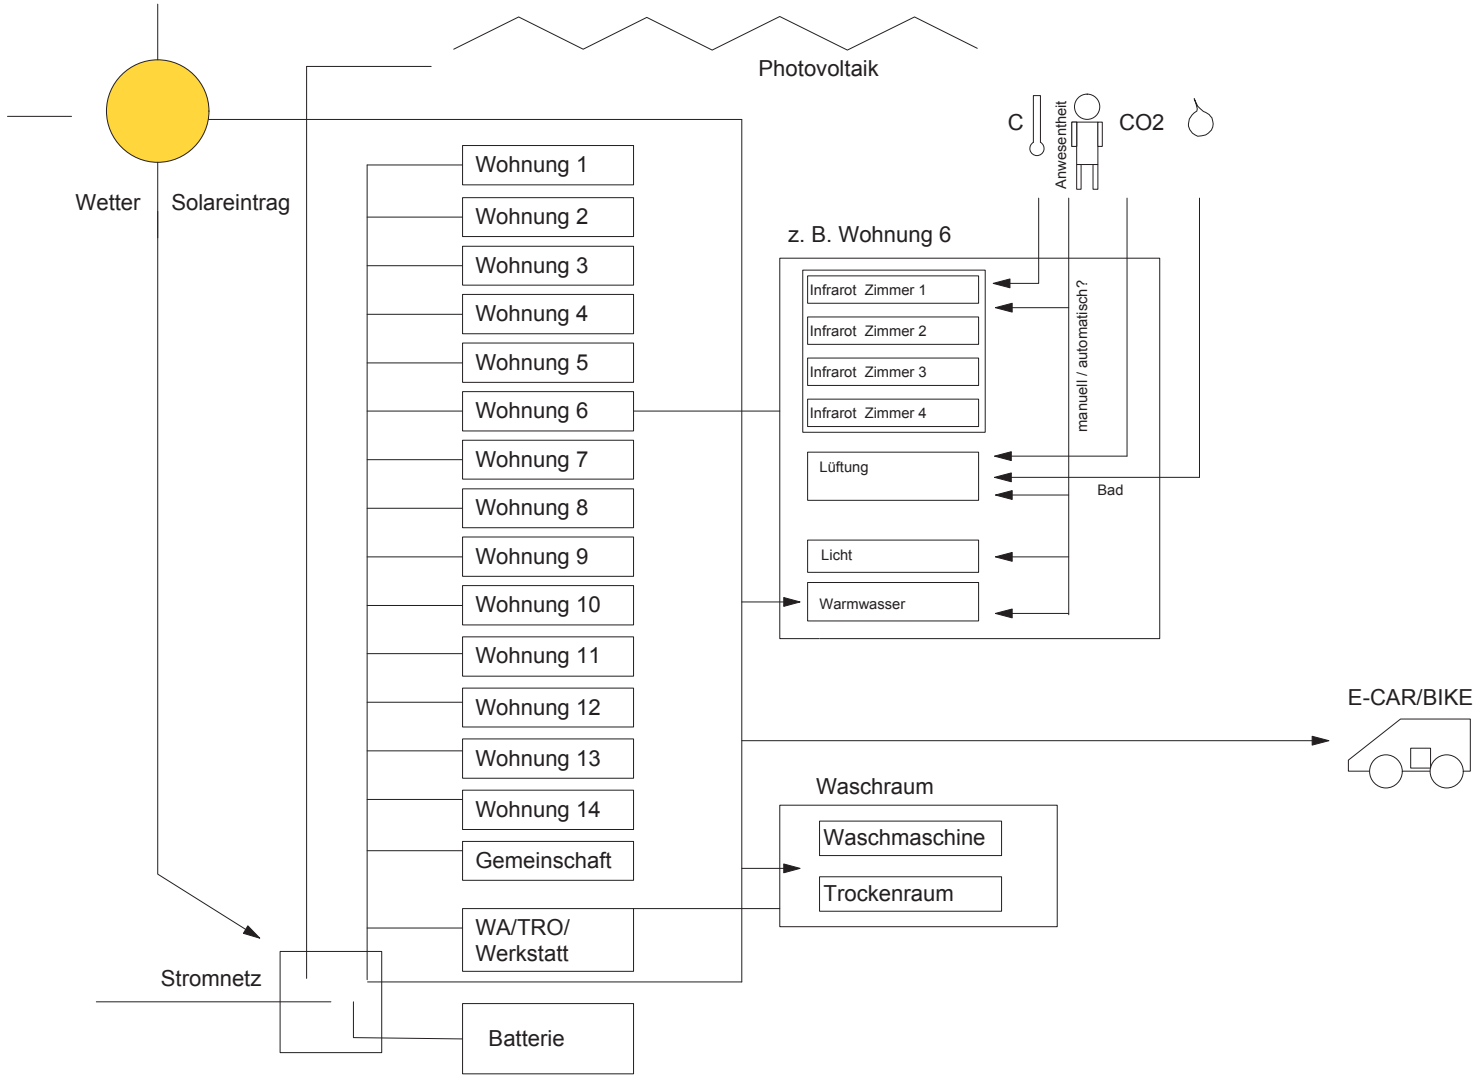 Photovoltaik
C
Anwesentheit
CO2
Wetter
Solareintrag
Wohnung 1
Wohnung 2
Wohnung 3
Wohnung 4
Wohnung 5
Wohnung 6
Wohnung 7
Wohnung 8
Wohnung 9
Wohnung 10
Wohnung 11
Wohnung 12
Wohnung 13
Wohnung 14
Gemeinschaft
WA/TRO/
Werkstatt
Batterie
Stromnetz
z. B. Wohnung 6
Infrarot Zimmer 1
Infrarot Zimmer 2
Infrarot Zimmer 3
Infrarot Zimmer 4
manuell / automatisch?
Lüftung
Bad
Licht
Warmwasser
E-CAR/BIKE
Waschraum
Waschmaschine
Trockenraum